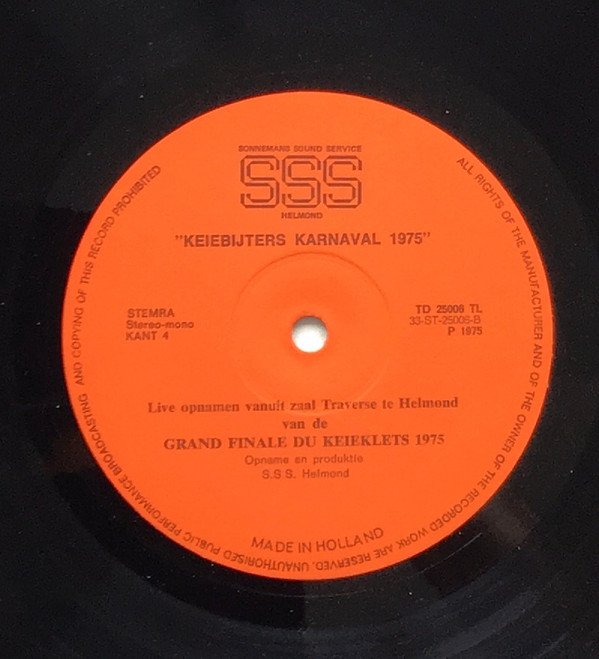 SONNEMANS SOUND SERVICE
SSS
HELMOND
"KEIEBIJTERS KARNAVAL 1975"
STEMRA
Stereo-mono
KANT 4
TD 25006 TL
33-ST-25006-B
P 1975
Live opnamen vanuit zaal Traverse te Helmond
van de
GRAND FINALE DU KEIEKLETS 1975
Opname en produktie
S.S.S. Helmond
MADE IN HOLLAND
ALL RIGHTS OF THE MANUFACTURER AND OF THE OWNER OF THE RECORDED WORK ARE RESERVED. UNAUTHORISED PUBLIC PERFORMANCE BROADCASTING AND COPYING OF THIS RECORD PROHIBITED